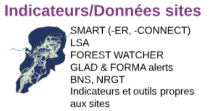 Indicateurs/Données sites
SMART (-ER, -CONNECT)
LSA
FOREST WATCHER
GLAD & FORMA alerts
BNS, NRGT
Indicateurs et outils propres
aux sites